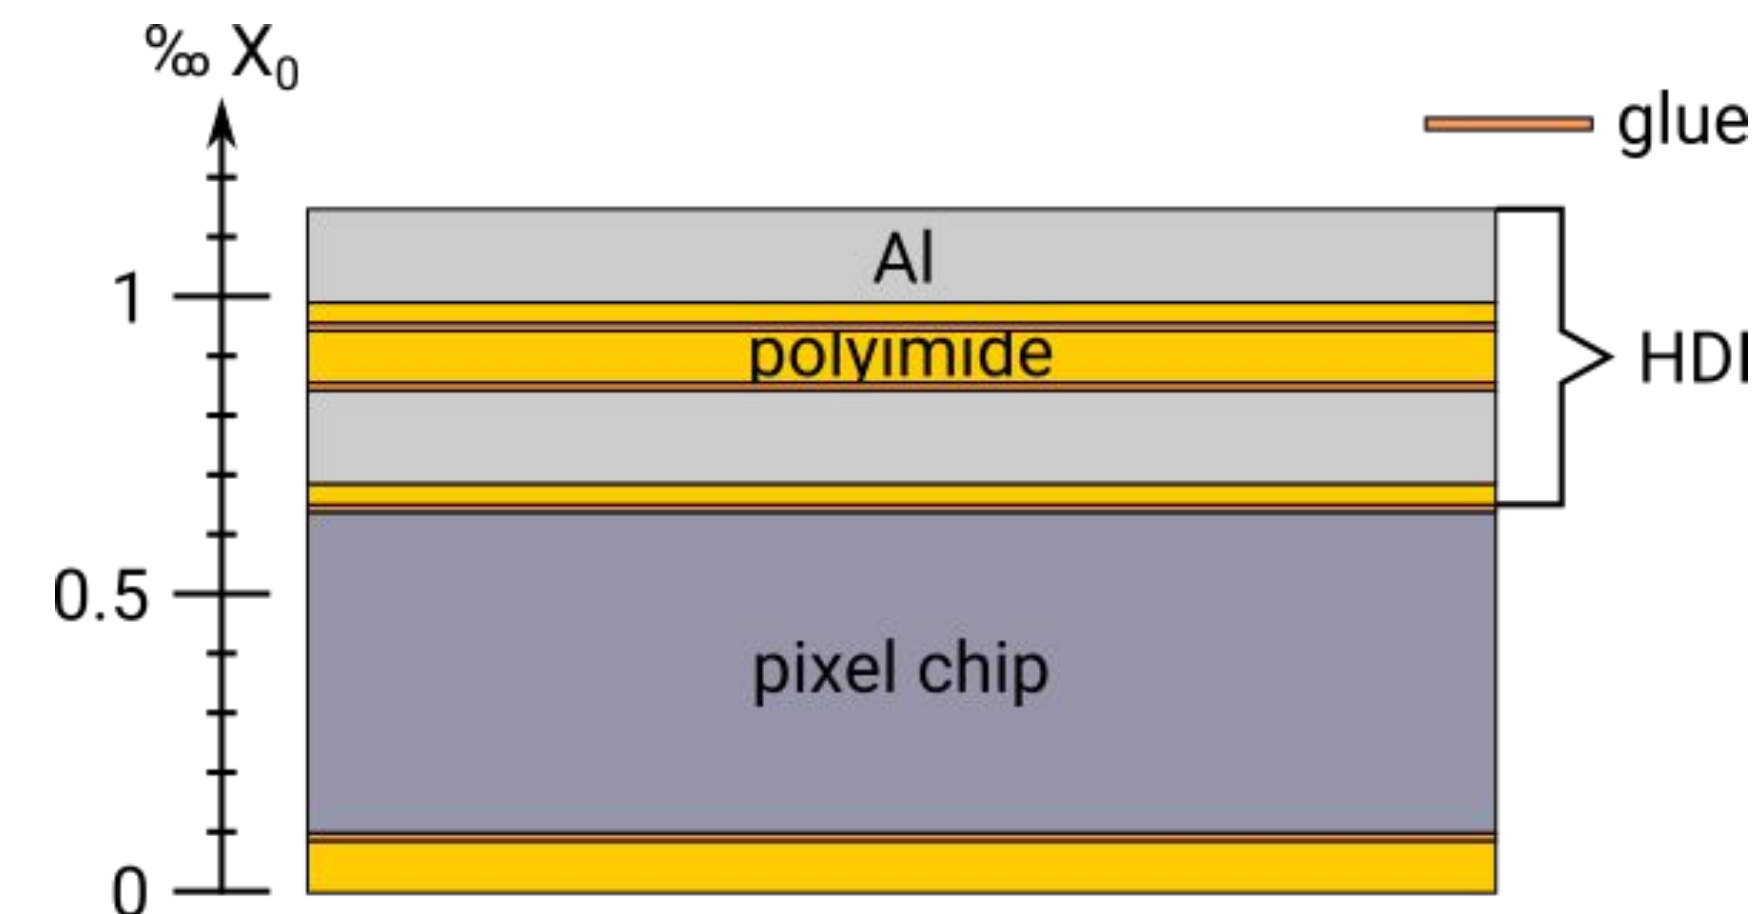 ‰ X₀
glue
Al
1
polyimide
HDI
0.5
pixel chip
0